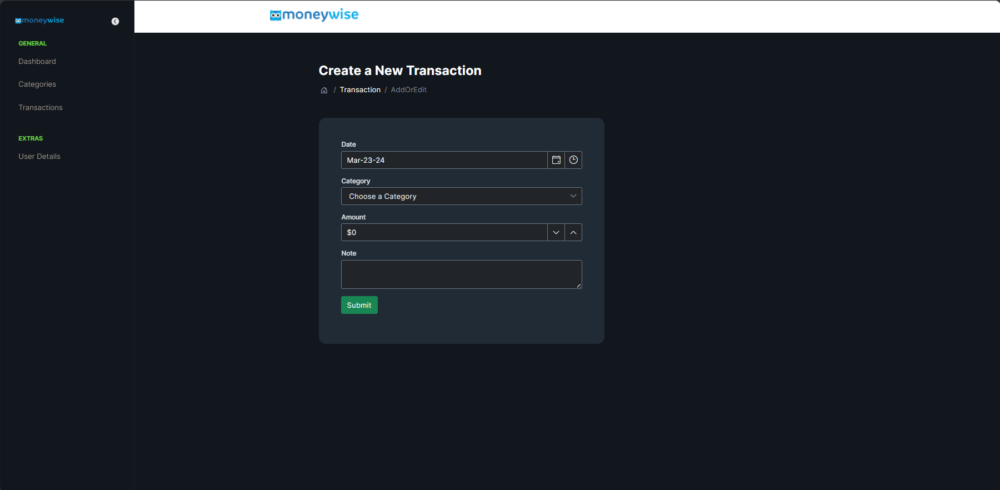 moneywise
GENERAL
Dashboard
Categories
Transactions
EXTRAS
User Details
moneywise
Create a New Transaction
/ Transaction / AddOrEdit
Date
Mar-23-24
Category
Choose a Category
Amount
$0
Note
Submit